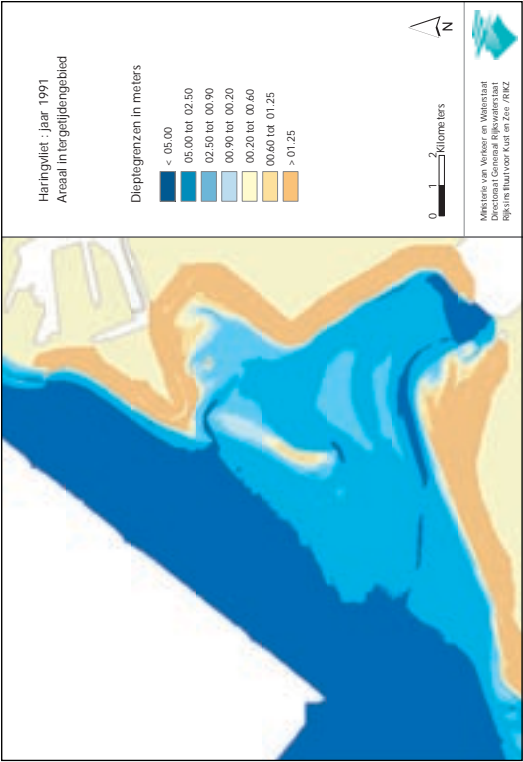 Haringvliet : jaar 1991
Areaal intergetijdengebied
Dieptegrenzen in meters
< 05.00
05.00 tot 02.50
02.50 tot 00.90
00.90 tot 00.20
00.20 tot 00.60
00.60 tot 01.25
> 01.25
N
0 1 2 Kilometers
Ministerie van Verkeer en Waterstaat
Directoraat Generaal Rijkswaterstaat
Rijksinstituut voor Kust en Zee /RIKZ